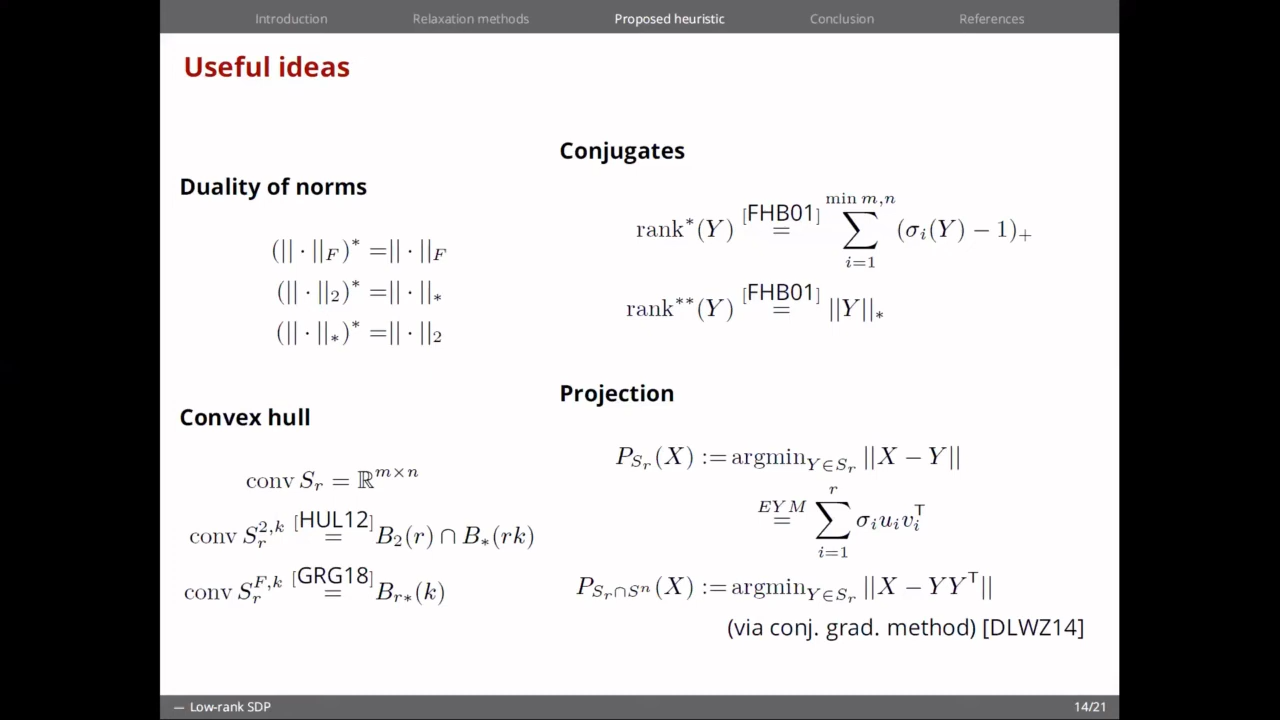 Introduction Relaxation methods Proposed heuristic Conclusion References
Useful ideas
Duality of norms
(|| · ||_F)^* = || · ||_F
(|| · ||_2)^* = || · ||_*
(|| · ||_*)^* = || · ||_2
Convex hull
conv S_r = ℝ^{m×n}
conv S_r^{2,k} [HUL12] = B_2(r) ∩ B_*(rk)
conv S_r^{F,k} [GRG18] = B_{r*}(k)
Conjugates
rank^*(Y) [FHB01] = ∑_{i=1}^{min m,n} (σ_i(Y) − 1)_+
rank^{**}(Y) [FHB01] = ||Y||_*
Projection
P_{S_r}(X) := argmin_{Y∈S_r} ||X − Y||
EYM = ∑_{i=1}^{r} σ_i u_i v_i^T
P_{S_r∩S^n}(X) := argmin_{Y∈S_r} ||X − YY^T||
(via conj. grad. method) [DLWZ14]
— Low-rank SDP 14/21